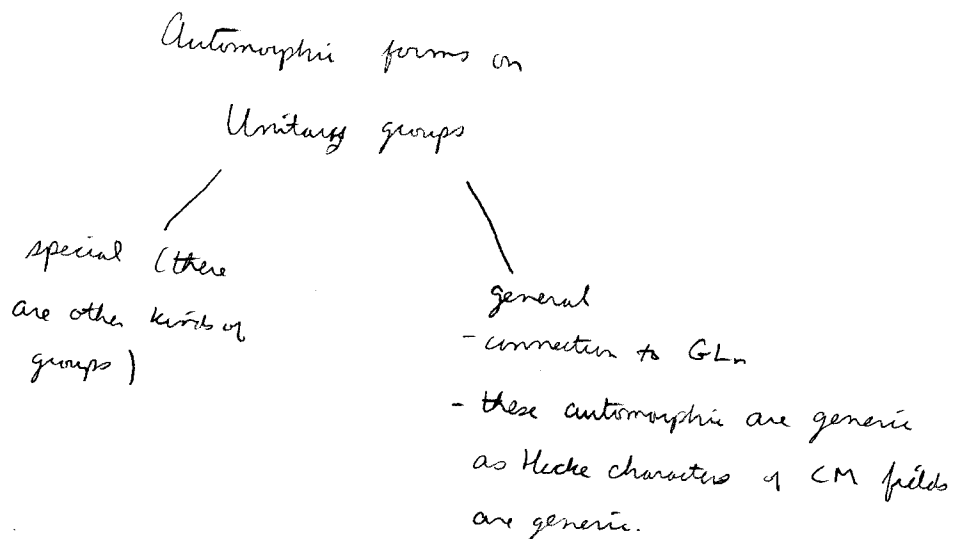 Automorphic forms on
Unitary groups
special (there
are other kinds of
groups)
general
- connection to GLn
- these automorphic are generic
as Hecke characters of CM fields
are generic.